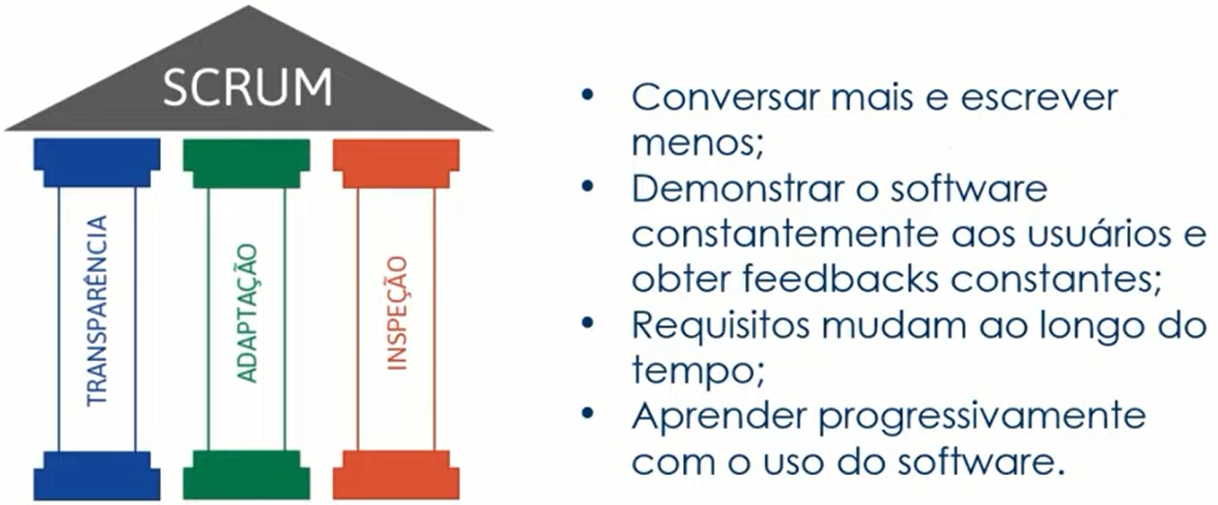 SCRUM
TRANSPARÊNCIA
ADAPTAÇÃO
INSPEÇÃO
• Conversar mais e escrever
menos;
• Demonstrar o software
constantemente aos usuários e
obter feedbacks constantes;
• Requisitos mudam ao longo do
tempo;
• Aprender progressivamente
com o uso do software.